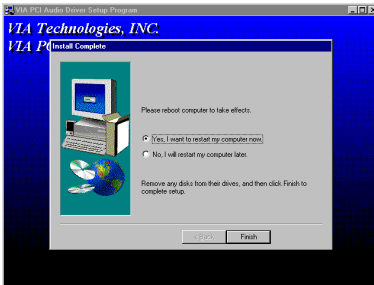 VIA PCI Audio Driver Setup Program
VIA Technologies, INC.
VIA P
Install Complete
Please reboot computer to take effects.
Yes, I want to restart my computer now.
No, I will restart my computer later.
Remove any disks from their drives, and then click Finish to
complete setup.
< Back
Finish